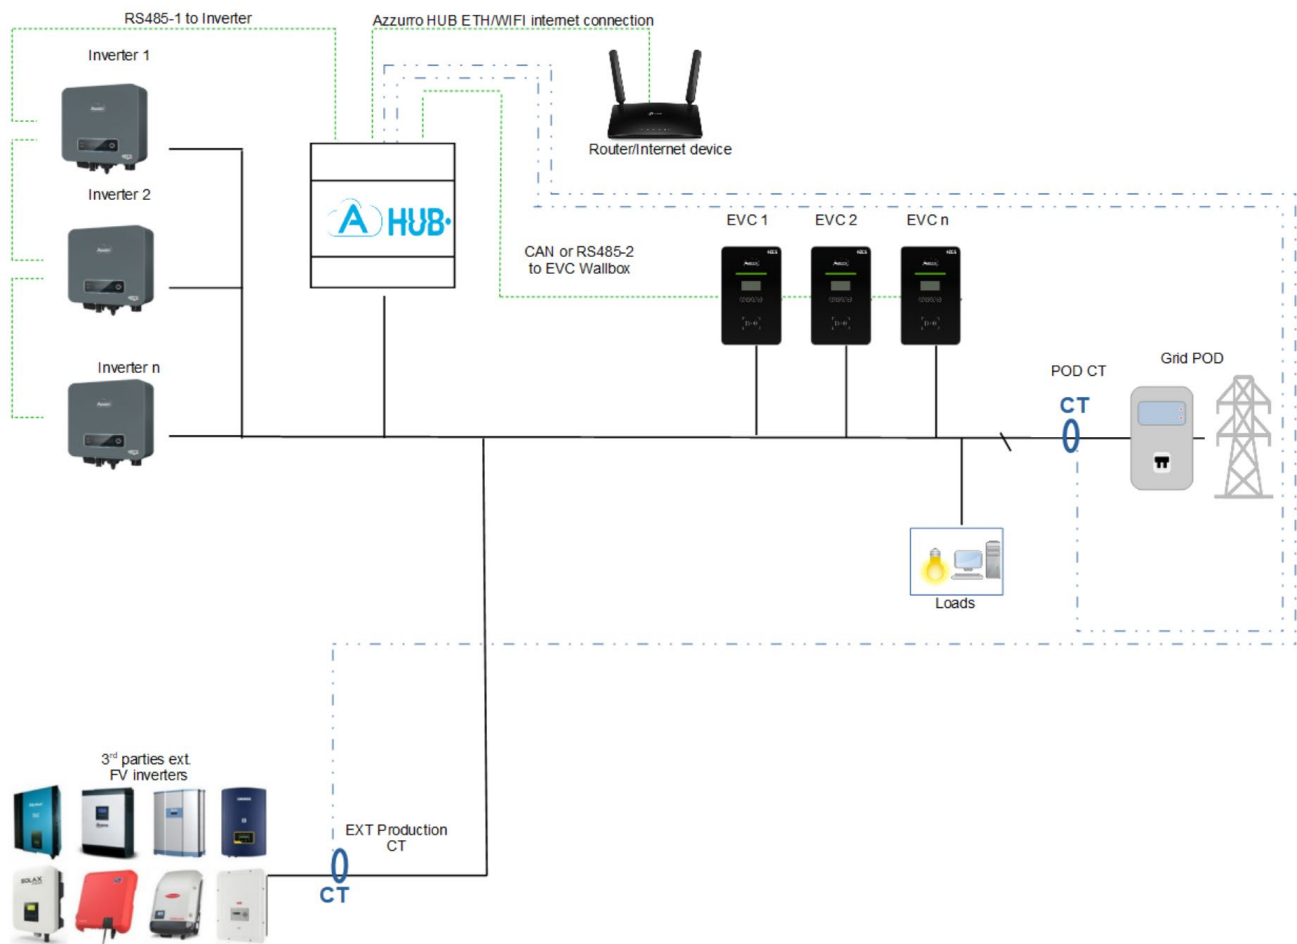 RS485-1 to Inverter
Azzurro HUB ETH/WIFI internet connection
Inverter 1
Router/Internet device
Inverter 2
A HUB
EVC 1
EVC 2
EVC n
CAN or RS485-2
to EVC Wallbox
Inverter n
POD CT
Grid POD
CT
Loads
3rd parties ext.
FV inverters
EXT Production
CT
SOLAX
CT